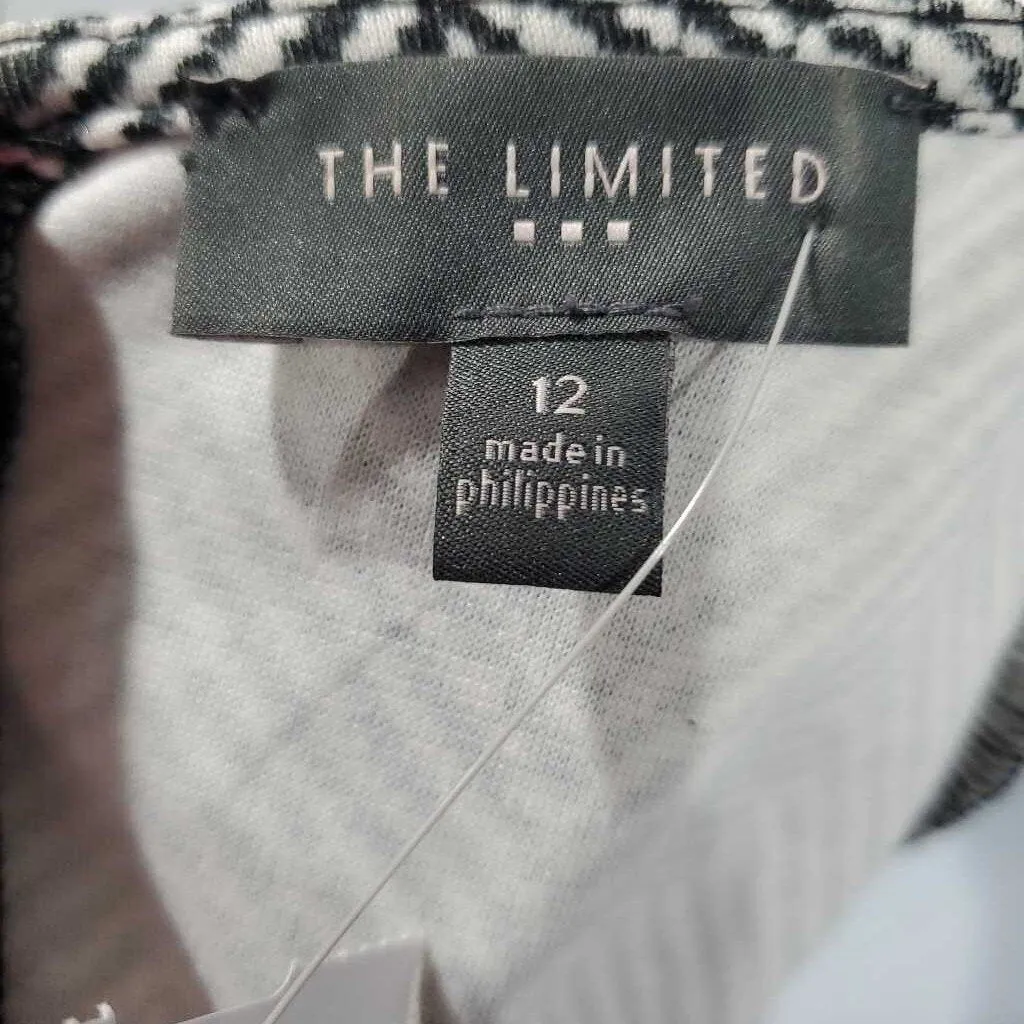 THE LIMITED
12
made in
philippines